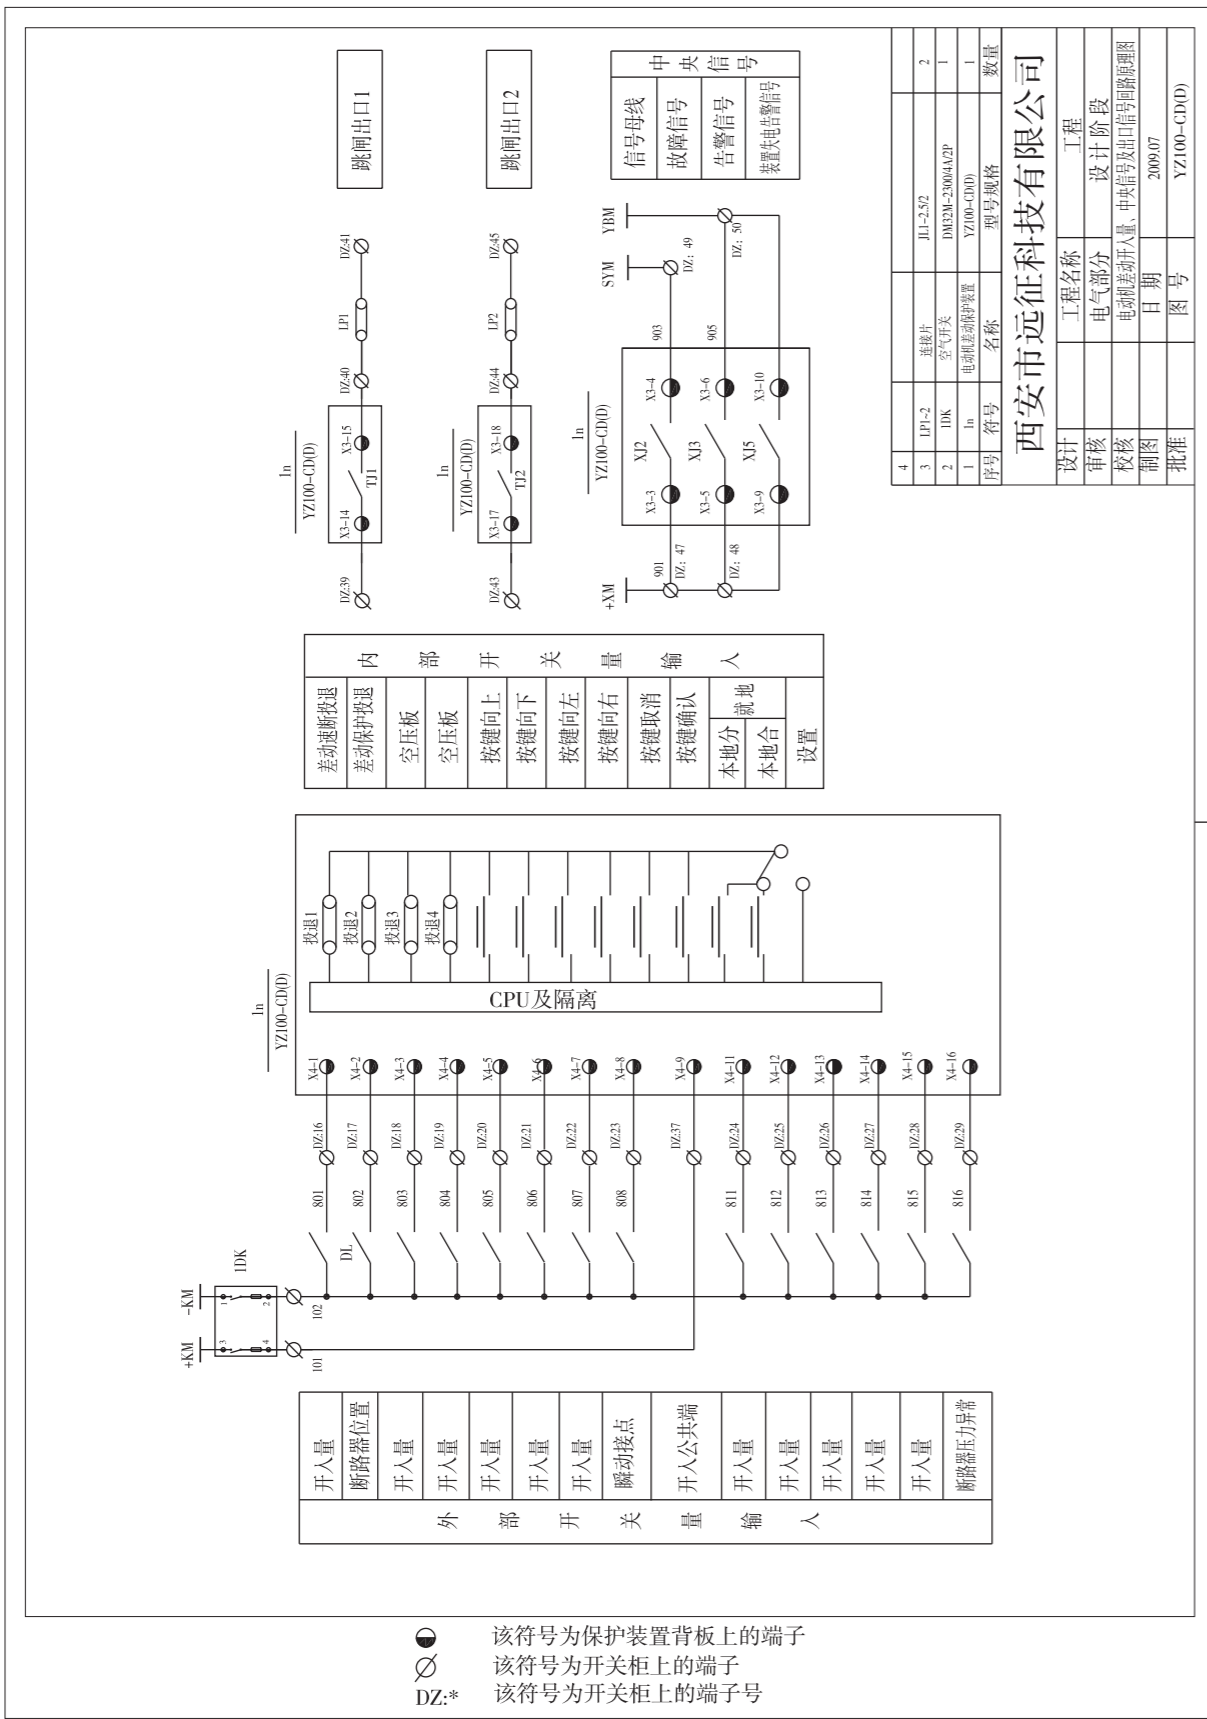 外部开关量输入
开入量
断路器位置
开入量
开入量
开入量
开入量
开入量
瞬动接点
开入公共端
开入量
开入量
开入量
开入量
开入量
断路器压力异常
+KM
-KM
1DK
3 4
1 2
101
102
DL
801
802
803
804
805
806
807
808
811
812
813
814
815
816
DZ:16
DZ:17
DZ:18
DZ:19
DZ:20
DZ:21
DZ:22
DZ:23
DZ:37
DZ:24
DZ:25
DZ:26
DZ:27
DZ:28
DZ:29
X4-1
X4-2
X4-3
X4-4
X4-5
X4-6
X4-7
X4-8
X4-9
X4-11
X4-12
X4-13
X4-14
X4-15
X4-16
1n
YZ100-CD(D)
CPU及隔离
投退1
投退2
投退3
投退4
内部开关量输入
差动速断投退
差动保护投退
空压板
空压板
按键向上
按键向下
按键向左
按键向右
按键取消
按键确认
本地分
本地合
就地
设置
1n
YZ100-CD(D)
DZ:39
X3-14
TJ1
X3-15
DZ:40
LP1
DZ:41
跳闸出口1
1n
YZ100-CD(D)
DZ:43
X3-17
TJ2
X3-18
DZ:44
LP2
DZ:45
跳闸出口2
1n
YZ100-CD(D)
+XM
901
DZ: 47
DZ: 48
X3-3
XJ2
X3-4
903
X3-5
XJ3
X3-6
905
X3-9
XJ5
X3-10
SYM
DZ: 49
YBM
DZ: 50
中央信号
信号母线
故障信号
告警信号
装置失电告警信号
4
3 LP1~2 连接片 JL1-2.5/2 2
2 1DK 空气开关 DM32M-2300/4A/2P 1
1 1n 电动机差动保护装置 YZ100-CD(D) 1
序号 符号 名称 型号规格 数量
西安市远征科技有限公司
设计 工程名称 工程
审核 电气部分 设计阶段
校核 电动机差动开入量、中央信号及出口信号回路原理图
制图 日期 2009.07
批准 图号 YZ100-CD(D)
该符号为保护装置背板上的端子
该符号为开关柜上的端子
DZ:* 该符号为开关柜上的端子号